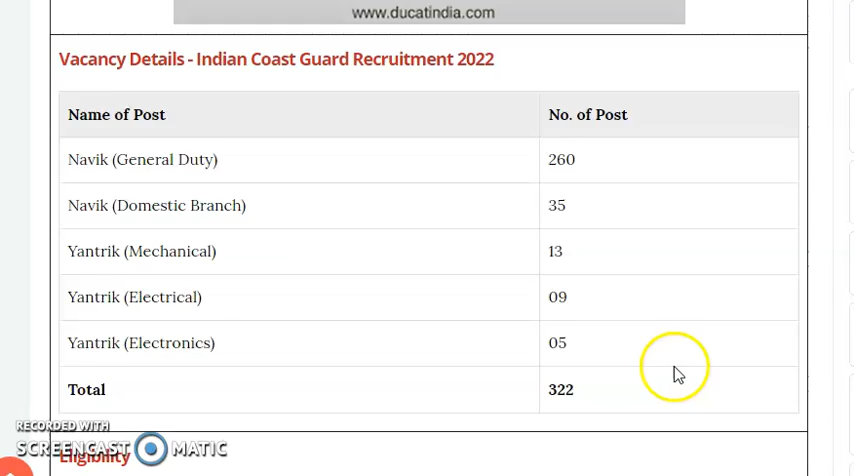 www.ducatindia.com
Vacancy Details - Indian Coast Guard Recruitment 2022
Name of Post No. of Post
Navik (General Duty) 260
Navik (Domestic Branch) 35
Yantrik (Mechanical) 13
Yantrik (Electrical) 09
Yantrik (Electronics) 05
Total 322
RECORDED WITH
SCREENCAST MATIC
Eligibility